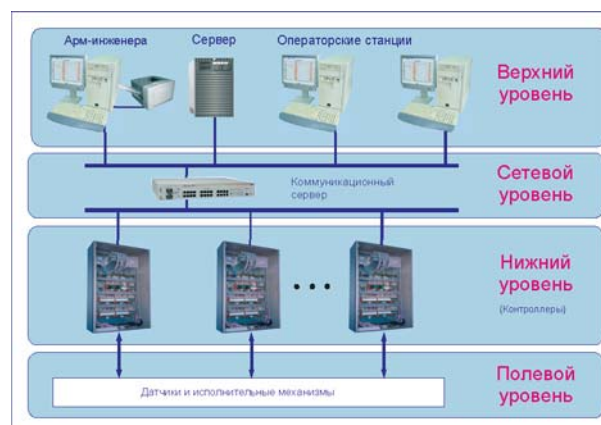 Арм-инженера
Сервер
Операторские станции
Верхний
уровень
Коммуникационный
сервер
Сетевой
уровень
Нижний
уровень
(Контроллеры)
Датчики и исполнительные механизмы
Полевой
уровень